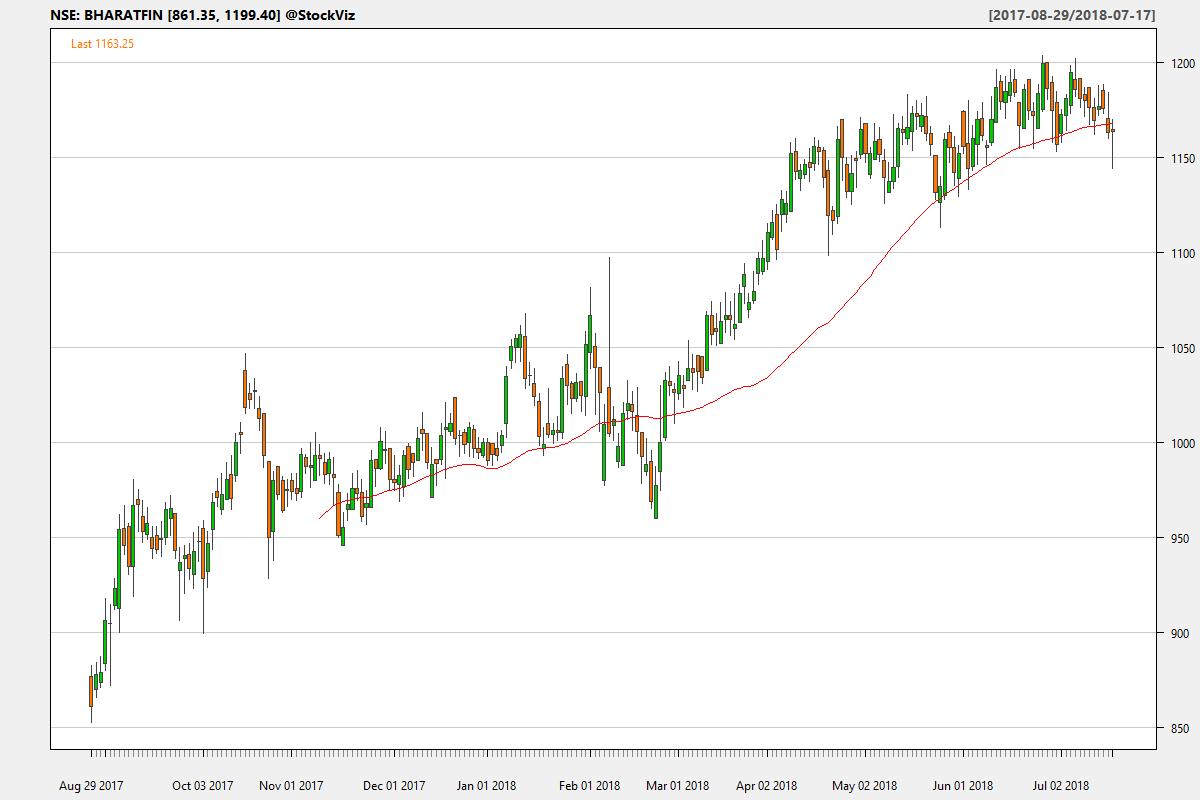 NSE: BHARATFIN [861.35, 1199.40] @StockViz
[2017-08-29/2018-07-17]
Last 1163.25
1200
1150
1100
1050
1000
950
900
850
Aug 29 2017
Oct 03 2017
Nov 01 2017
Dec 01 2017
Jan 01 2018
Feb 01 2018
Mar 01 2018
Apr 02 2018
May 02 2018
Jun 01 2018
Jul 02 2018